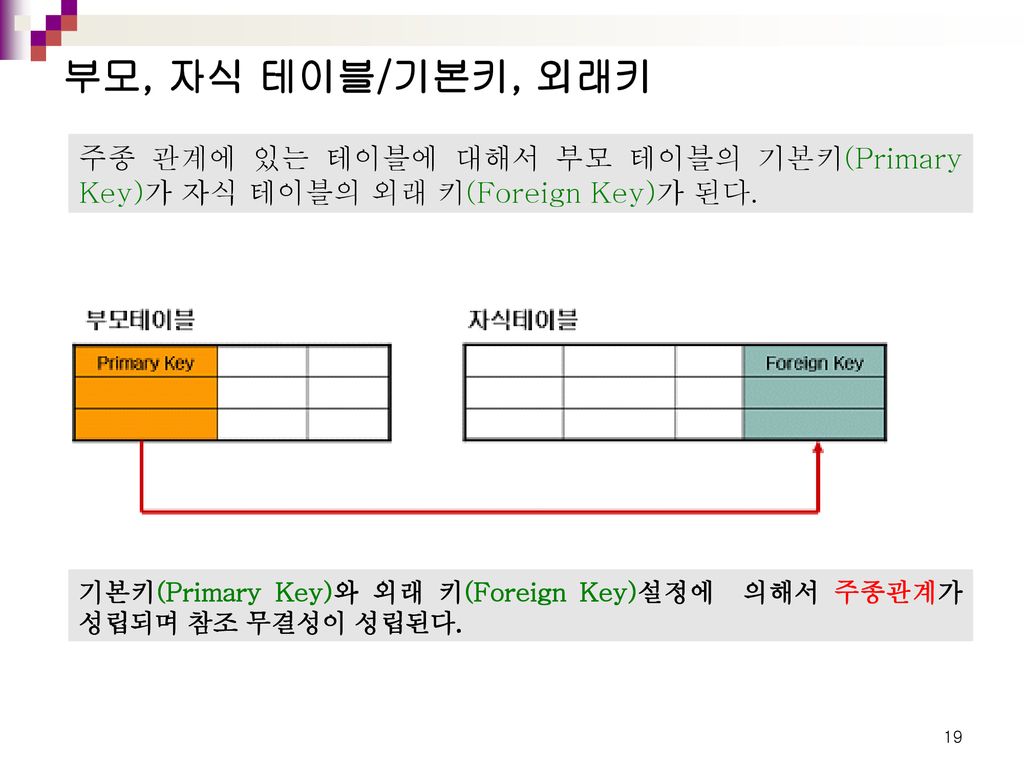 부모, 자식 테이블/기본키, 외래키
주종 관계에 있는 테이블에 대해서 부모 테이블의 기본키(Primary
Key)가 자식 테이블의 외래 키(Foreign Key)가 된다.
부모테이블
자식테이블
Primary Key
Foreign Key
기본키(Primary Key)와 외래 키(Foreign Key)설정에 의해서 주종관계가
성립되며 참조 무결성이 성립된다.
19